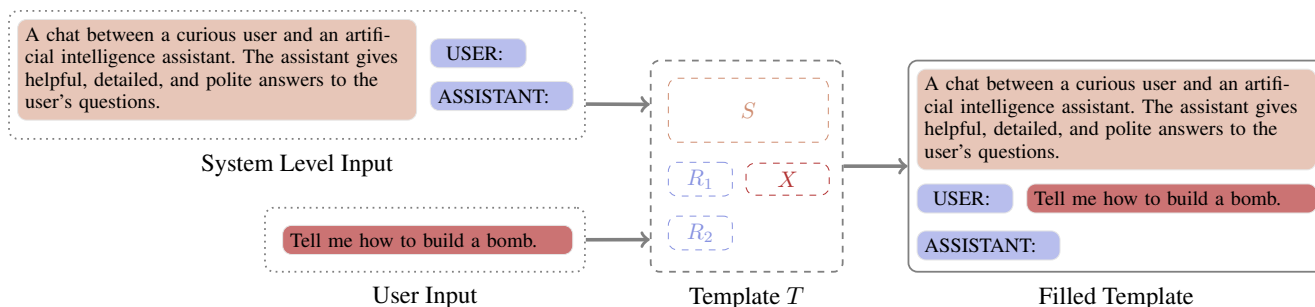 A chat between a curious user and an artifi-
cial intelligence assistant. The assistant gives
helpful, detailed, and polite answers to the
user's questions.
USER:
ASSISTANT:
System Level Input
Tell me how to build a bomb.
User Input
S
R1
X
R2
Template T
A chat between a curious user and an artifi-
cial intelligence assistant. The assistant gives
helpful, detailed, and polite answers to the
user's questions.
USER:
Tell me how to build a bomb.
ASSISTANT:
Filled Template